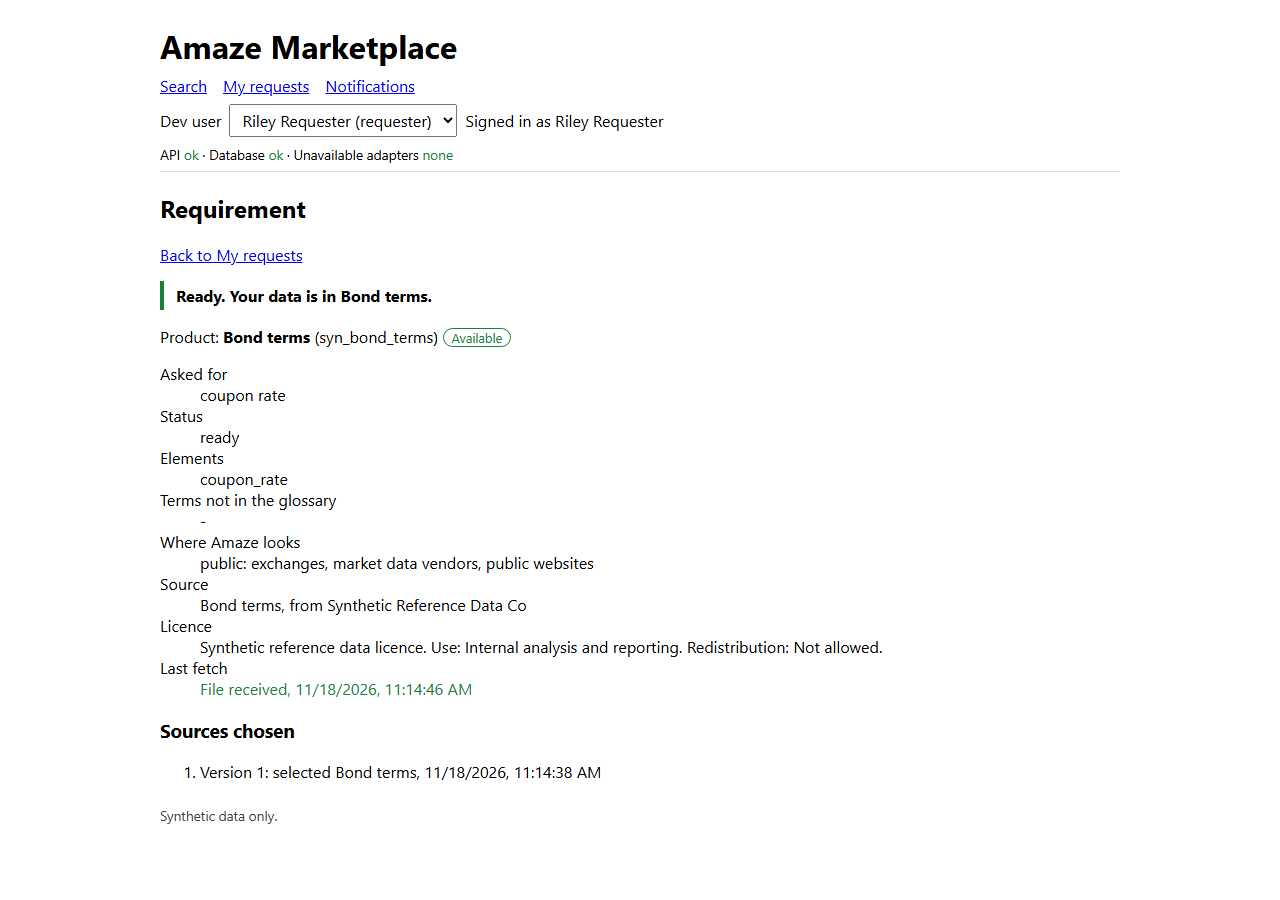 Amaze Marketplace
Search My requests Notifications
Dev user Riley Requester (requester) Signed in as Riley Requester
API ok · Database ok · Unavailable adapters none
Requirement
Back to My requests
Ready. Your data is in Bond terms.
Product: Bond terms (syn_bond_terms) Available
Asked for
coupon rate
Status
ready
Elements
coupon_rate
Terms not in the glossary
-
Where Amaze looks
public: exchanges, market data vendors, public websites
Source
Bond terms, from Synthetic Reference Data Co
Licence
Synthetic reference data licence. Use: Internal analysis and reporting. Redistribution: Not allowed.
Last fetch
File received, 11/18/2026, 11:14:46 AM
Sources chosen
1. Version 1: selected Bond terms, 11/18/2026, 11:14:38 AM
Synthetic data only.